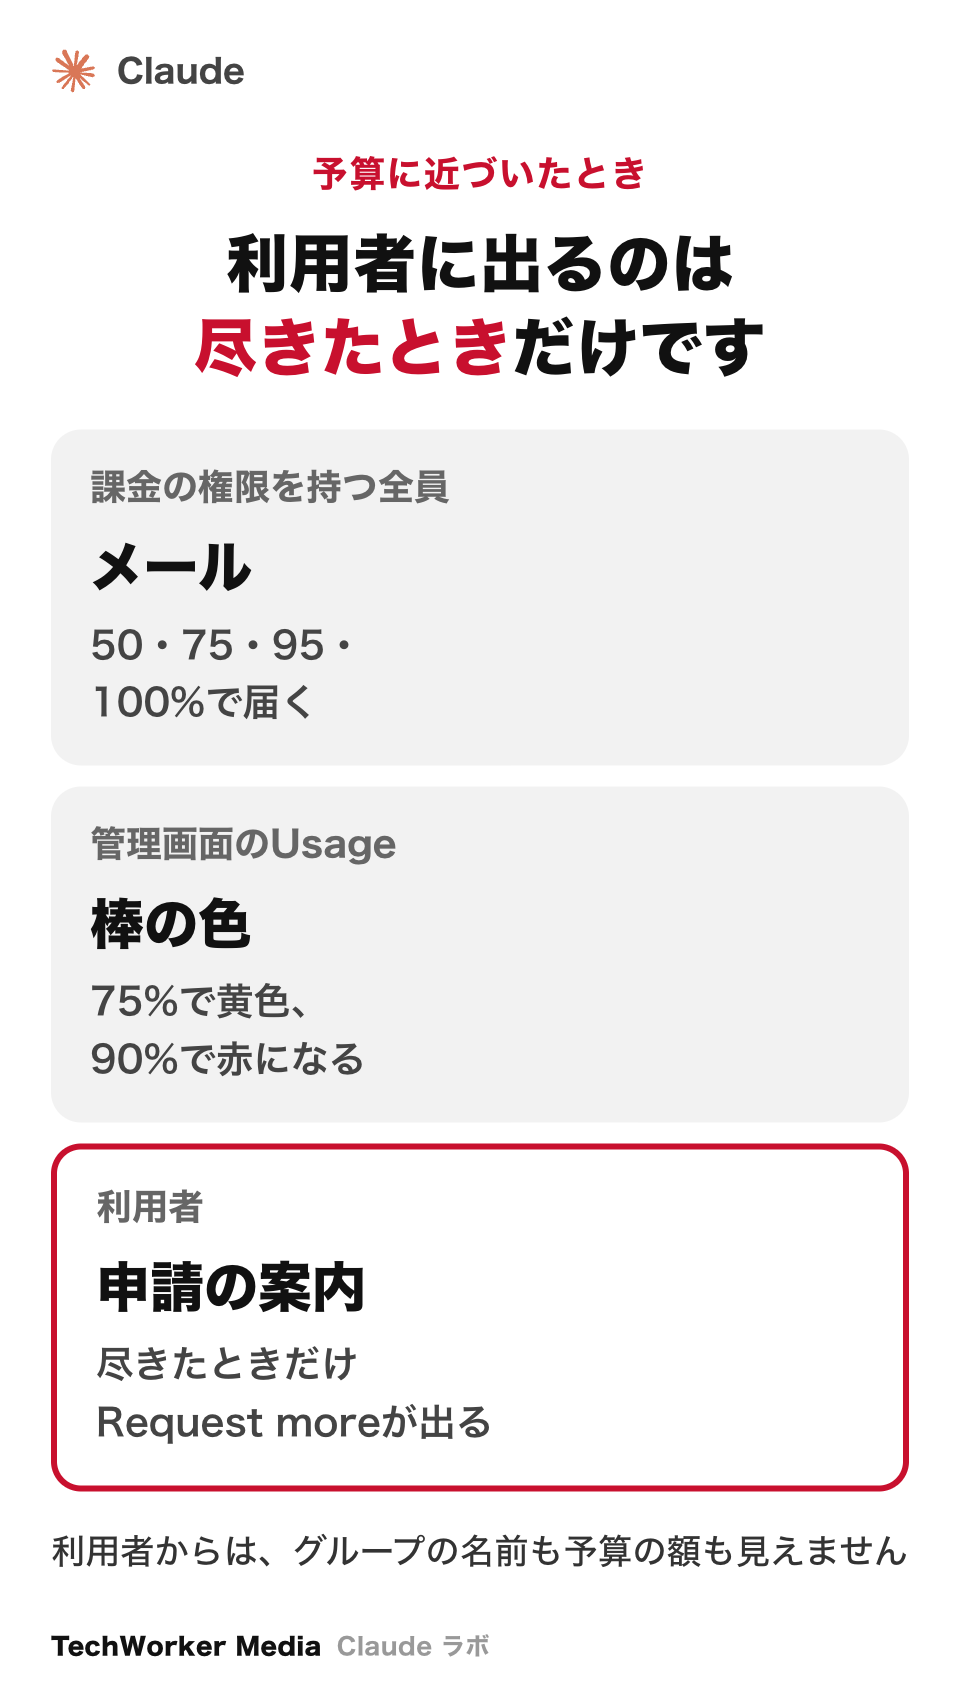 Claude
予算に近づいたとき
利用者に出るのは
尽きたときだけです
課金の権限を持つ全員
メール
50・75・95・
100%で届く
管理画面のUsage
棒の色
75%で黄色、
90%で赤になる
利用者
申請の案内
尽きたときだけ
Request moreが出る
利用者からは、グループの名前も予算の額も見えません
TechWorker Media Claude ラボ